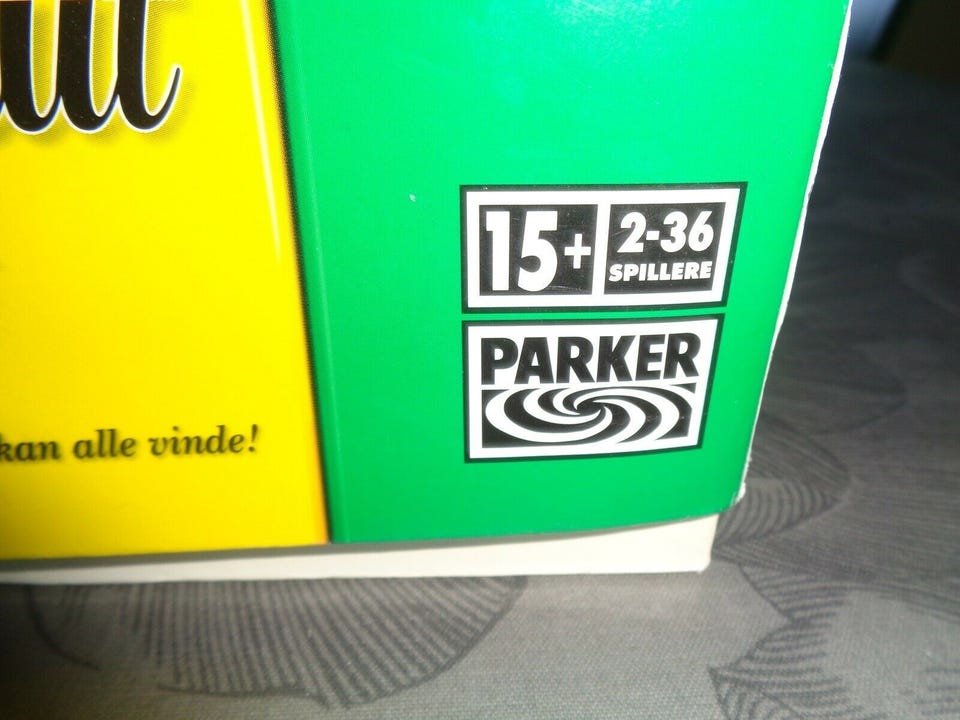 15+
2-36
SPILLERE
PARKER
kan alle vinde!